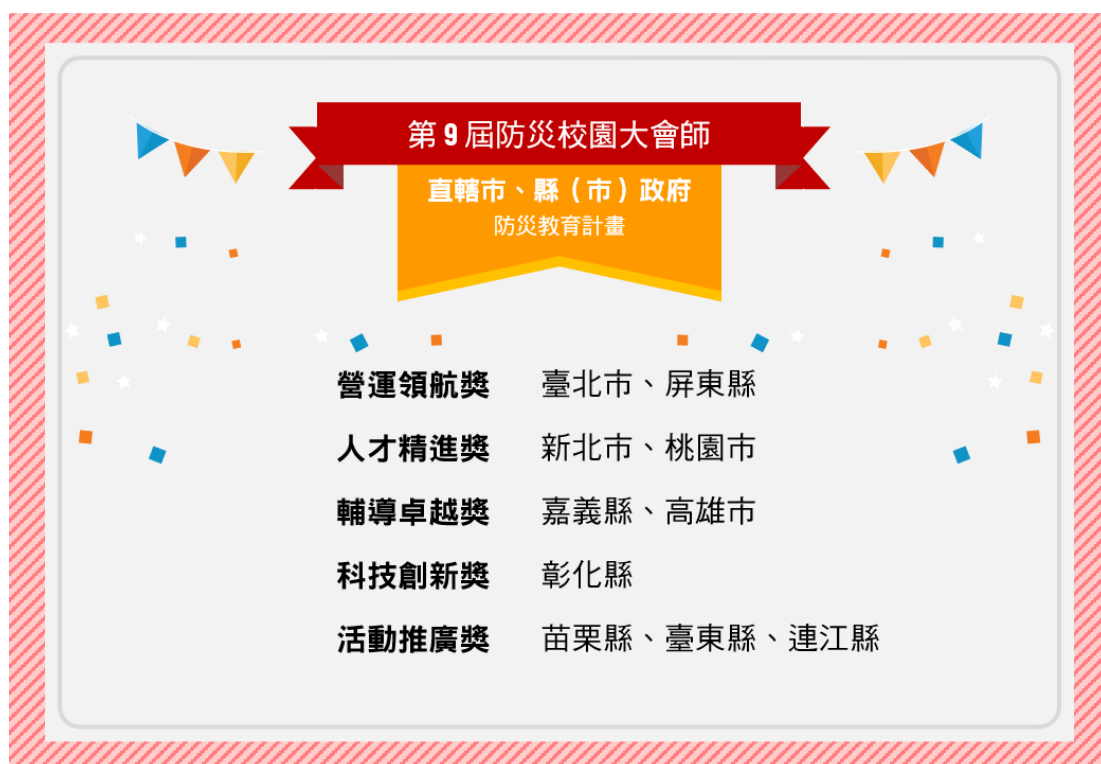 第9屆防災校園大會師
直轄市、縣（市）政府
防災教育計畫
營運領航獎 臺北市、屏東縣
人才精進獎 新北市、桃園市
輔導卓越獎 嘉義縣、高雄市
科技創新獎 彰化縣
活動推廣獎 苗栗縣、臺東縣、連江縣